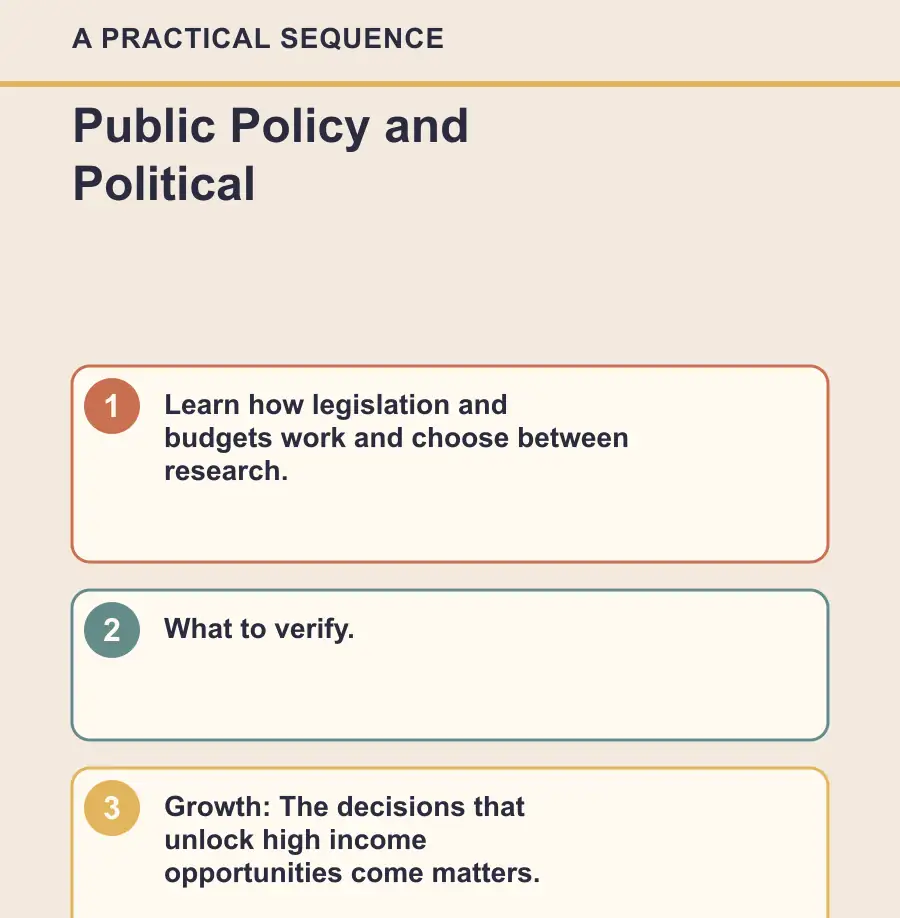 A PRACTICAL SEQUENCE
Public Policy and
Political
1
Learn how legislation and
budgets work and choose between
research.
2
What to verify.
3
Growth: The decisions that
unlock high income
opportunities come matters.